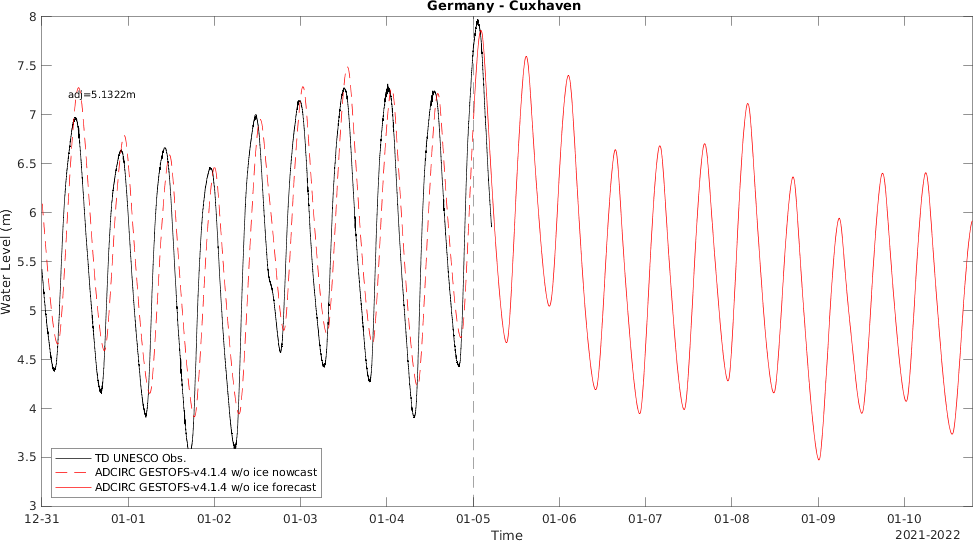 Germany - Cuxhaven
8
7.5
7
6.5
6
5.5
5
4.5
4
3.5
3
Water Level (m)
adj=5.1322m
TD UNESCO Obs.
ADCIRC GESTOFS-v4.1.4 w/o ice nowcast
ADCIRC GESTOFS-v4.1.4 w/o ice forecast
12-31 01-01 01-02 01-03 01-04 01-05 01-06 01-07 01-08 01-09 01-10
Time
2021-2022